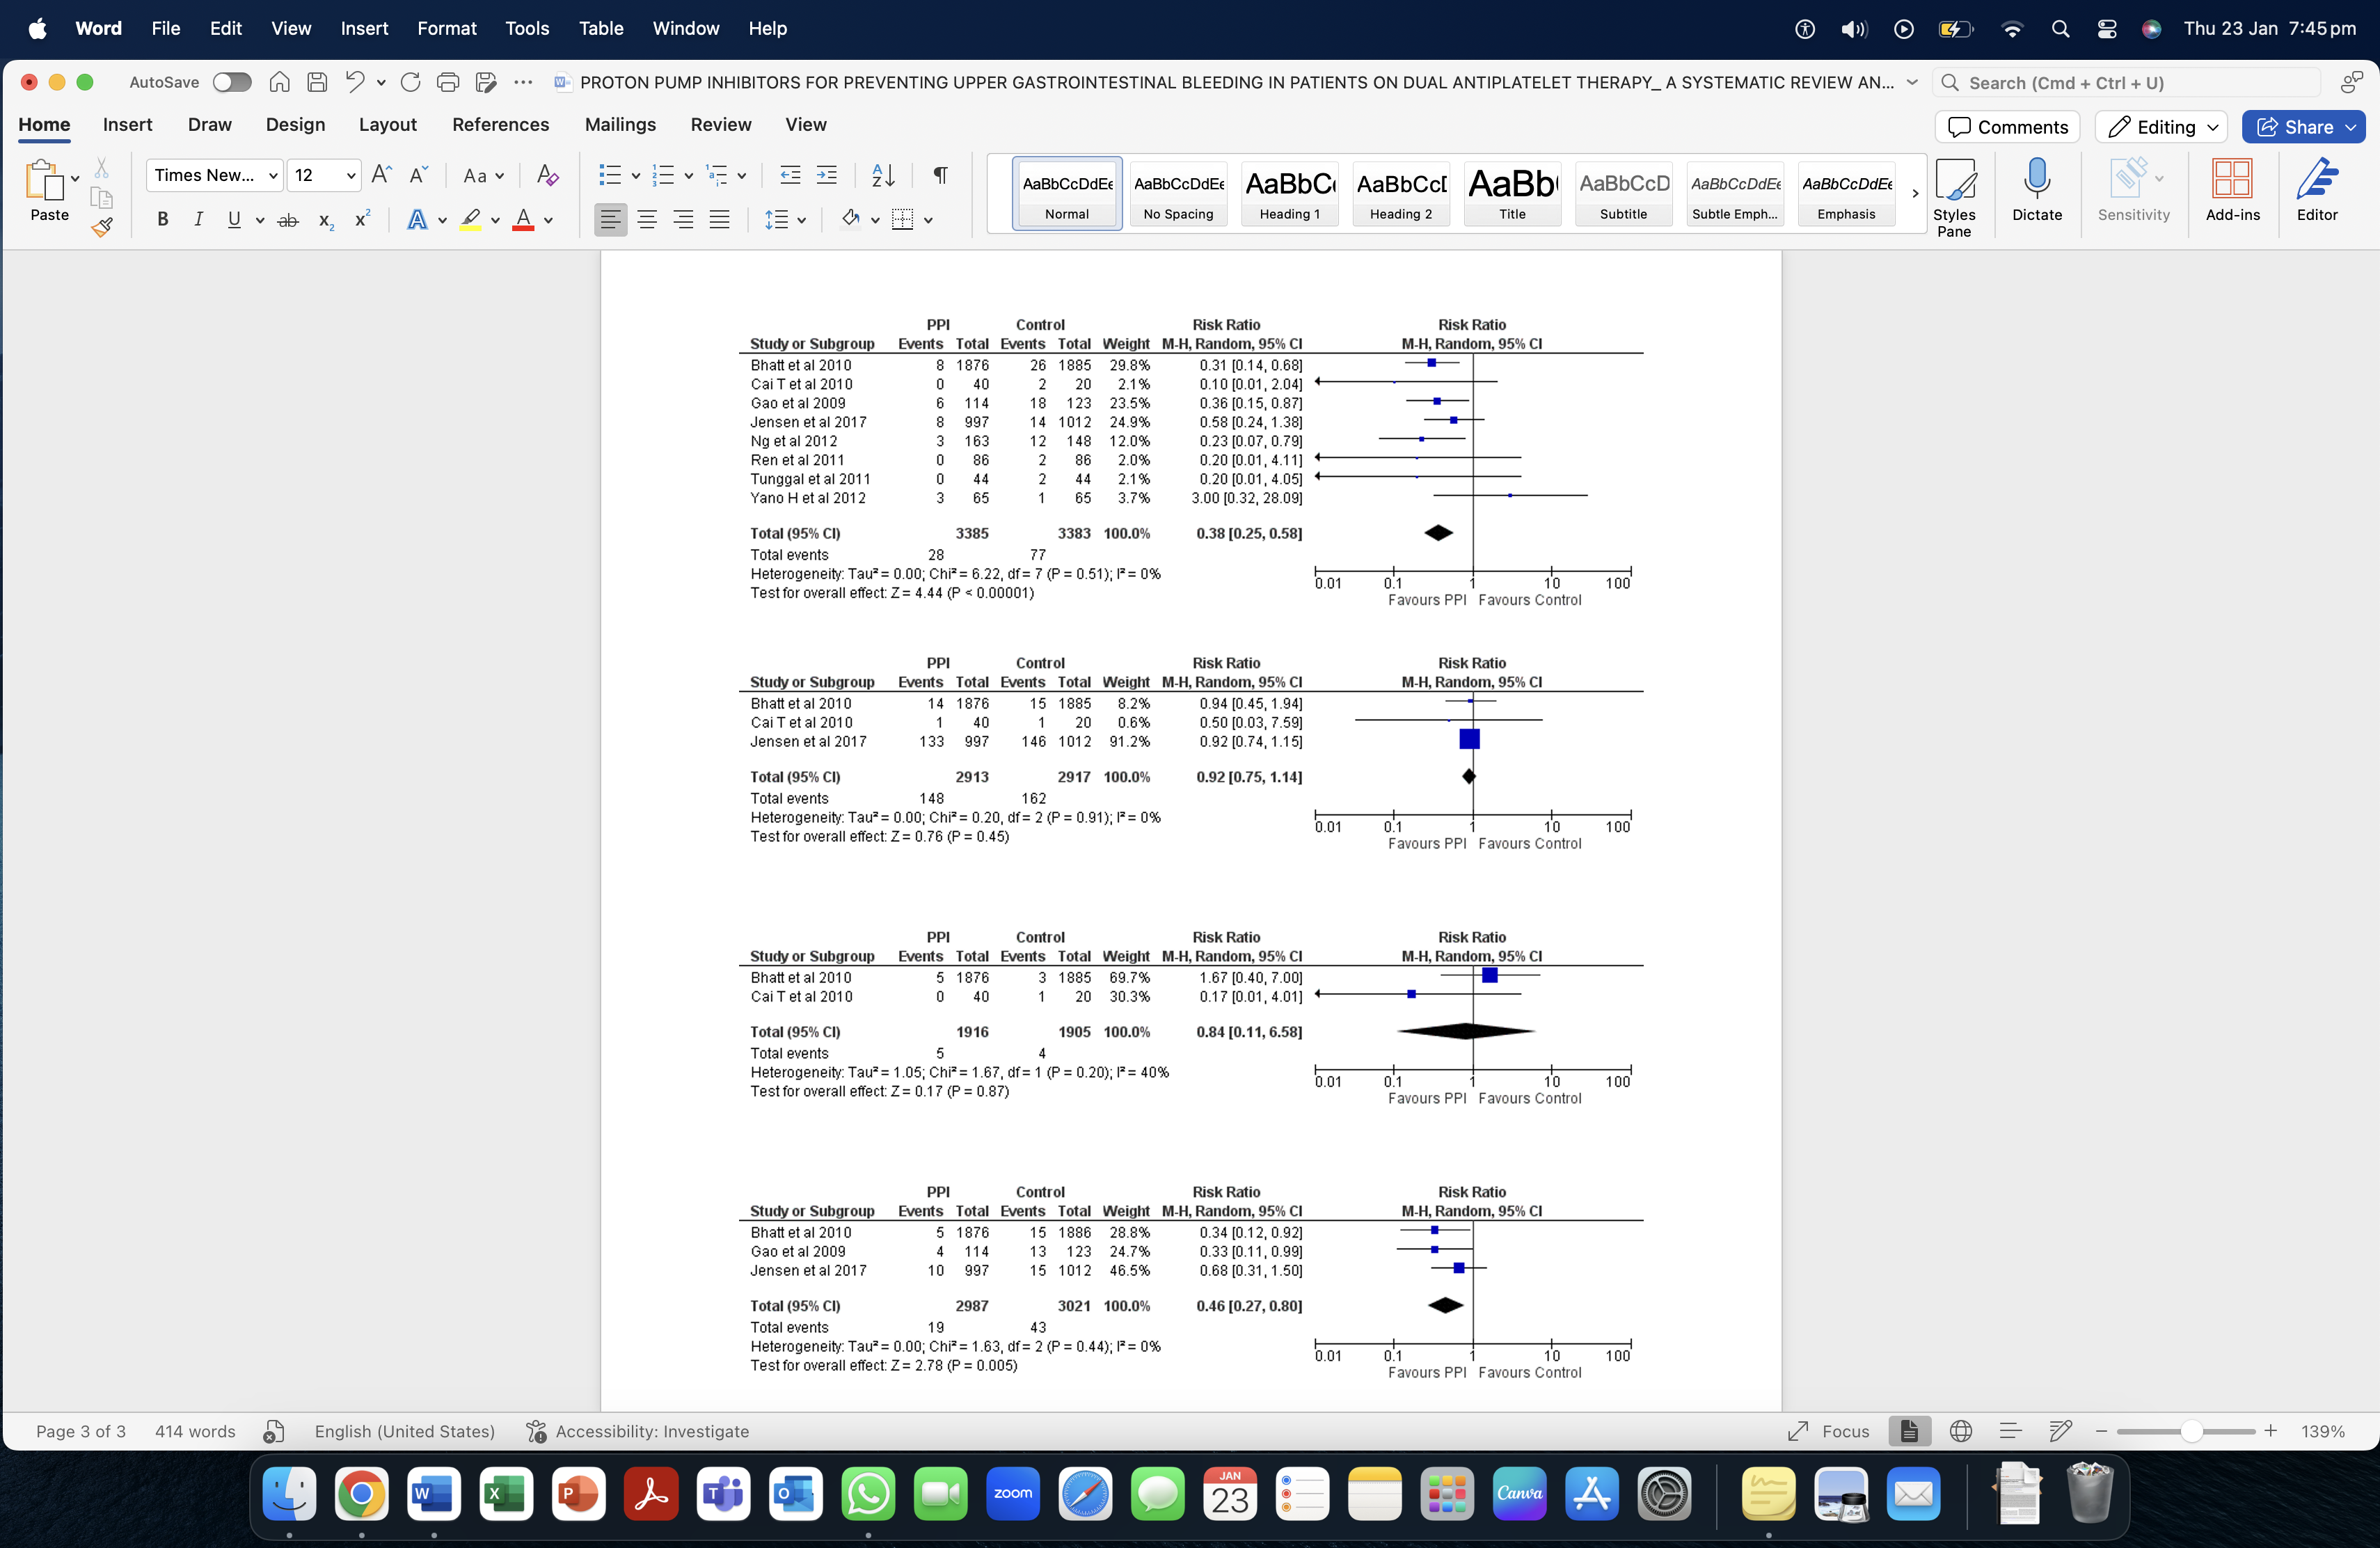 Word File Edit View Insert Format Tools Table Window Help Thu 23 Jan 7:45 pm
AutoSave PROTON PUMP INHIBITORS FOR PREVENTING UPPER GASTROINTESTINAL BLEEDING IN PATIENTS ON DUAL ANTIPLATELET THERAPY_ A SYSTEMATIC REVIEW AN... Search (Cmd + Ctrl + U)
Home Insert Draw Design Layout References Mailings Review View Comments Editing Share
Paste Times New... 12 Aa
AaBbCcDdEe AaBbCcDdEe AaBbC AaBbCcD AaBb( AaBbCcD AaBbCcDdEe AaBbCcDdEe
Normal No Spacing Heading 1 Heading 2 Title Subtitle Subtle Emph... Emphasis Styles Pane Dictate Sensitivity Add-ins Editor
PPI Control Risk Ratio Risk Ratio
Study or Subgroup Events Total Events Total Weight M-H, Random, 95% CI M-H, Random, 95% CI
Bhatt et al 2010 8 1876 26 1885 29.8% 0.31 [0.14, 0.68]
Cai T et al 2010 0 40 2 20 2.1% 0.10 [0.01, 2.04]
Gao et al 2009 6 114 18 123 23.5% 0.36 [0.15, 0.87]
Jensen et al 2017 8 997 14 1012 24.9% 0.58 [0.24, 1.38]
Ng et al 2012 3 163 12 148 12.0% 0.23 [0.07, 0.79]
Ren et al 2011 0 86 2 86 2.0% 0.20 [0.01, 4.11]
Tunggal et al 2011 0 44 2 44 2.1% 0.20 [0.01, 4.05]
Yano H et al 2012 3 65 1 65 3.7% 3.00 [0.32, 28.09]
Total (95% CI) 3385 3383 100.0% 0.38 [0.25, 0.58]
Total events 28 77
Heterogeneity: Tau² = 0.00; Chi² = 6.22, df = 7 (P = 0.51); I² = 0%
Test for overall effect: Z = 4.44 (P < 0.00001)
0.01 0.1 1 10 100
Favours PPI Favours Control
PPI Control Risk Ratio Risk Ratio
Study or Subgroup Events Total Events Total Weight M-H, Random, 95% CI M-H, Random, 95% CI
Bhatt et al 2010 14 1876 15 1885 8.2% 0.94 [0.45, 1.94]
Cai T et al 2010 1 40 1 20 0.6% 0.50 [0.03, 7.59]
Jensen et al 2017 133 997 146 1012 91.2% 0.92 [0.74, 1.15]
Total (95% CI) 2913 2917 100.0% 0.92 [0.75, 1.14]
Total events 148 162
Heterogeneity: Tau² = 0.00; Chi² = 0.20, df = 2 (P = 0.91); I² = 0%
Test for overall effect: Z = 0.76 (P = 0.45)
0.01 0.1 1 10 100
Favours PPI Favours Control
PPI Control Risk Ratio Risk Ratio
Study or Subgroup Events Total Events Total Weight M-H, Random, 95% CI M-H, Random, 95% CI
Bhatt et al 2010 5 1876 3 1885 69.7% 1.67 [0.40, 7.00]
Cai T et al 2010 0 40 1 20 30.3% 0.17 [0.01, 4.01]
Total (95% CI) 1916 1905 100.0% 0.84 [0.11, 6.58]
Total events 5 4
Heterogeneity: Tau² = 1.05; Chi² = 1.67, df = 1 (P = 0.20); I² = 40%
Test for overall effect: Z = 0.17 (P = 0.87)
0.01 0.1 1 10 100
Favours PPI Favours Control
PPI Control Risk Ratio Risk Ratio
Study or Subgroup Events Total Events Total Weight M-H, Random, 95% CI M-H, Random, 95% CI
Bhatt et al 2010 5 1876 15 1886 28.8% 0.34 [0.12, 0.92]
Gao et al 2009 4 114 13 123 24.7% 0.33 [0.11, 0.99]
Jensen et al 2017 10 997 15 1012 46.5% 0.68 [0.31, 1.50]
Total (95% CI) 2987 3021 100.0% 0.46 [0.27, 0.80]
Total events 19 43
Heterogeneity: Tau² = 0.00; Chi² = 1.63, df = 2 (P = 0.44); I² = 0%
Test for overall effect: Z = 2.78 (P = 0.005)
0.01 0.1 1 10 100
Favours PPI Favours Control
Page 3 of 3 414 words English (United States) Accessibility: Investigate Focus 139%
zoom JAN 23 Canva